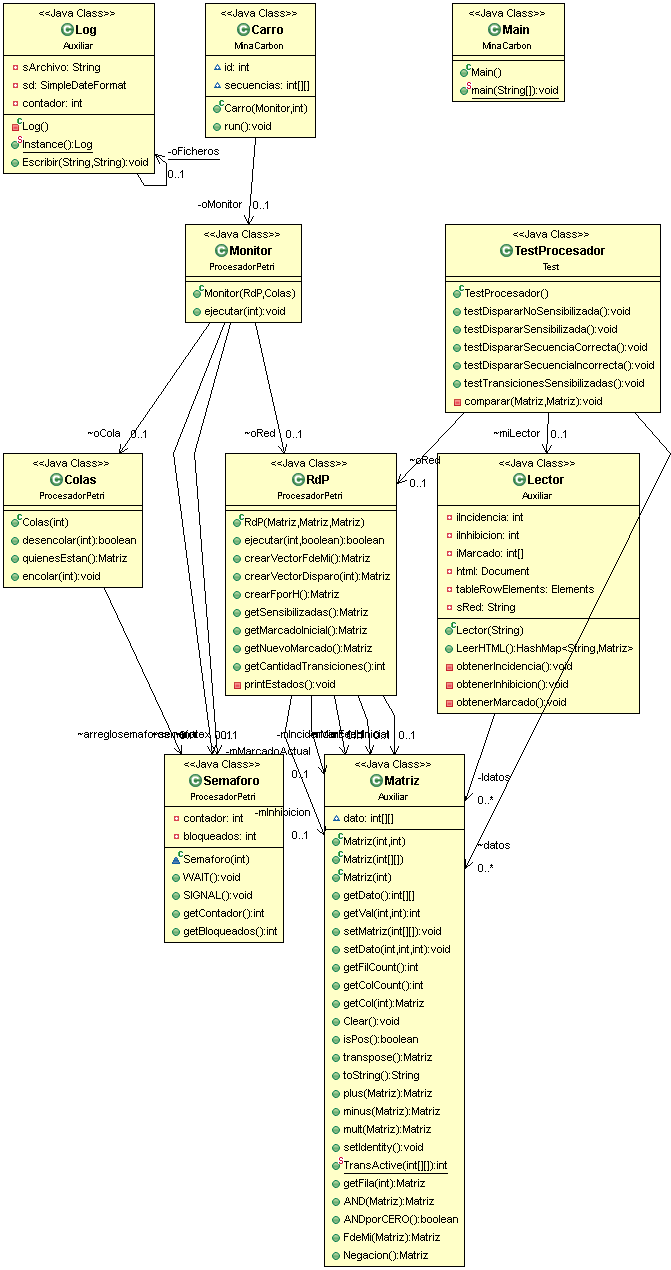 <<Java Class>>
Log
Auxiliar
sArchivo: String
sd: SimpleDateFormat
contador: int
Log()
Instance():Log
Escribir(String,String):void
-oFicheros
0..1
<<Java Class>>
Carro
MinaCarbon
id: int
secuencias: int[][]
Carro(Monitor,int)
run():void
<<Java Class>>
Main
MinaCarbon
Main()
main(String[]):void
-oMonitor 0..1
<<Java Class>>
Monitor
ProcesadorPetri
Monitor(RdP,Colas)
ejecutar(int):void
<<Java Class>>
TestProcesador
Test
TestProcesador()
testDispararNoSensibilizada():void
testDispararSensibilizada():void
testDispararSecuenciaCorrecta():void
testDispararSecuenciaIncorrecta():void
testTransicionesSensibilizadas():void
comparar(Matriz,Matriz):void
~oCola 0..1
~oRed 0..1
~oRed
0..1
~miLector 0..1
<<Java Class>>
Colas
ProcesadorPetri
Colas(int)
desencolar(int):boolean
quienesEstan():Matriz
encolar(int):void
<<Java Class>>
RdP
ProcesadorPetri
RdP(Matriz,Matriz,Matriz)
ejecutar(int,boolean):boolean
crearVectorFdeMi():Matriz
crearVectorDisparo(int):Matriz
crearFporH():Matriz
getSensibilizadas():Matriz
getMarcadoInicial():Matriz
getNuevoMarcado():Matriz
getCantidadTransiciones():int
printEstados():void
<<Java Class>>
Lector
Auxiliar
iIncidencia: int
iInhibicion: int
iMarcado: int[]
html: Document
tableRowElements: Elements
sRed: String
Lector(String)
LeerHTML():HashMap<String,Matriz>
obtenerIncidencia():void
obtenerInhibicion():void
obtenerMarcado():void
0..1
-mMarcadoActual
0..1
-mInhibicion
0..1
-ldatos
0..*
~datos
0..*
<<Java Class>>
Semaforo
ProcesadorPetri
contador: int
bloqueados: int
Semaforo(int)
WAIT():void
SIGNAL():void
getContador():int
getBloqueados():int
<<Java Class>>
Matriz
Auxiliar
dato: int[][]
Matriz(int,int)
Matriz(int[][])
Matriz(int)
getDato():int[][]
getVal(int,int):int
setMatriz(int[][]):void
setDato(int,int,int):void
getFilCount():int
getColCount():int
getCol(int):Matriz
Clear():void
isPos():boolean
transpose():Matriz
toString():String
plus(Matriz):Matriz
minus(Matriz):Matriz
mult(Matriz):Matriz
setIdentity():void
TransActive(int[][]):int
getFila(int):Matriz
AND(Matriz):Matriz
ANDporCERO():boolean
FdeMi(Matriz):Matriz
Negacion():Matriz